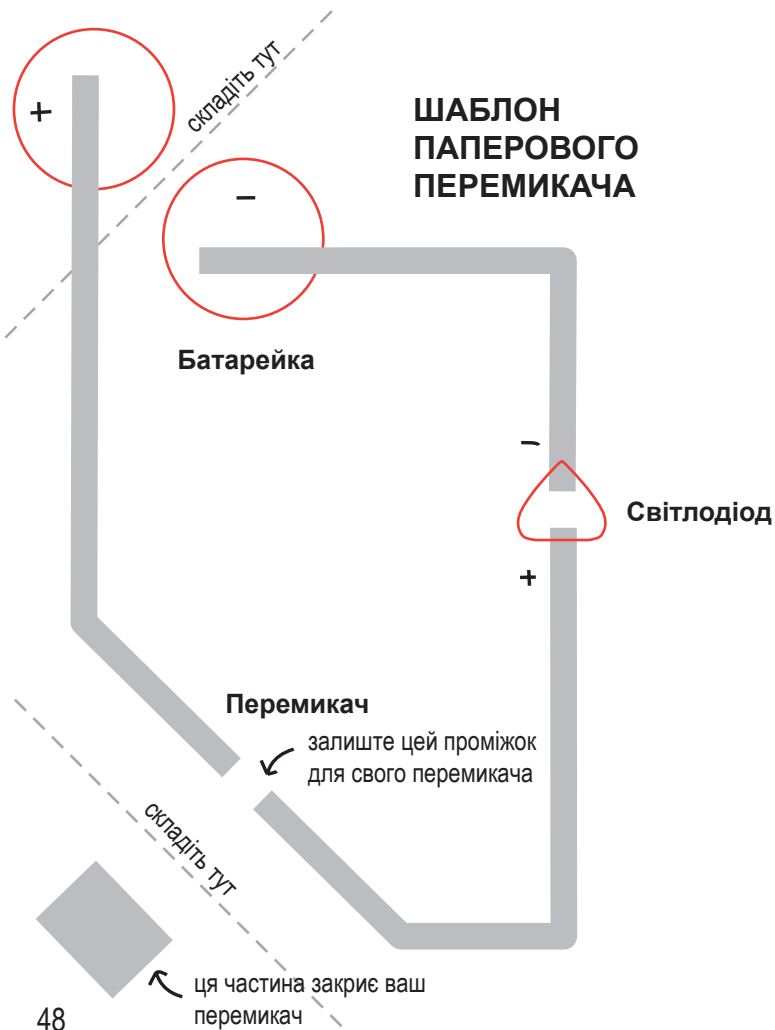 +
складіть тут
ШАБЛОН
ПАПЕРОВОГО
ПЕРЕМИКАЧА
–
Батарейка
–
Світлодіод
+
Перемикач
залиште цей проміжок
для свого перемикача
складіть тут
ця частина закриє ваш
перемикач
48